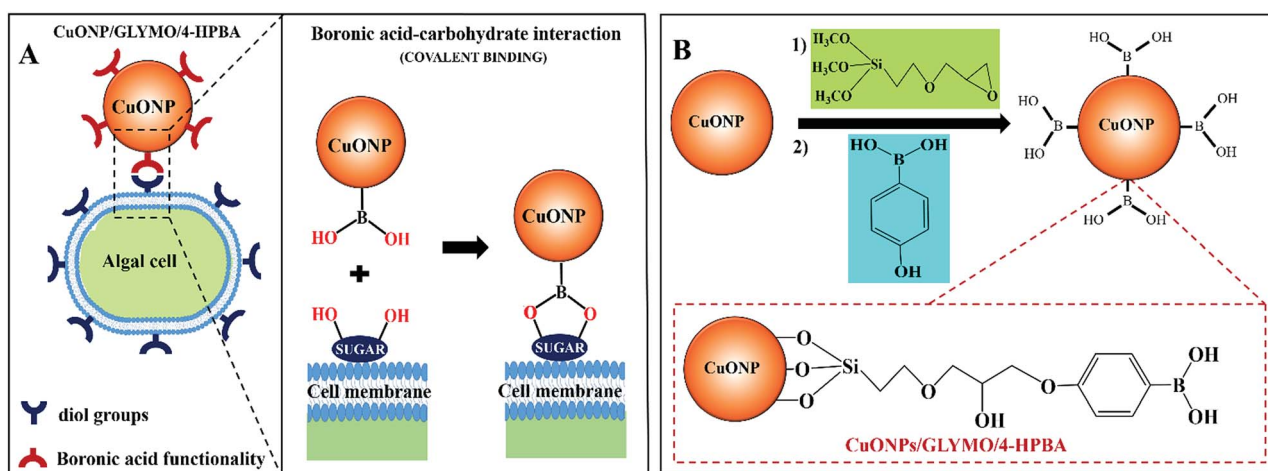 A
CuONP/GLYMO/4-HPBA
CuONP
Algal cell
diol groups
Boronic acid functionality
Boronic acid-carbohydrate interaction
(COVALENT BINDING)
CuONP
B
HO OH
+
HO OH
SUGAR
Cell membrane
CuONP
B
O O
SUGAR
Cell membrane
B
CuONP
1)
H₃CO
H₃CO Si O O
H₃CO
2)
HO OH
B
OH
HO OH
B
HO OH
B CuONP B
HO OH
B
HO OH
CuONP
O
O Si O O B OH
O OH OH
CuONPs/GLYMO/4-HPBA